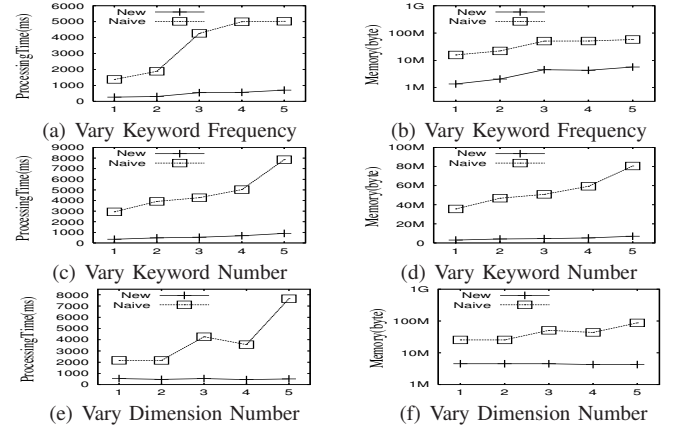 6000
5000
4000
3000
2000
1000
0
ProcessingTime(ms)
New
Naive
1 2 3 4 5
(a) Vary Keyword Frequency
1G
100M
10M
1M
Memory(byte)
New
Naive
1 2 3 4 5
(b) Vary Keyword Frequency
9000
8000
7000
6000
5000
4000
3000
2000
1000
0
ProcessingTime(ms)
New
Naive
1 2 3 4 5
(c) Vary Keyword Number
100M
80M
60M
40M
20M
0
Memory(byte)
New
Naive
1 2 3 4 5
(d) Vary Keyword Number
8000
7000
6000
5000
4000
3000
2000
1000
0
ProcessingTime(ms)
New
Naive
1 2 3 4 5
(e) Vary Dimension Number
1G
100M
10M
1M
Memory(byte)
New
Naive
1 2 3 4 5
(f) Vary Dimension Number